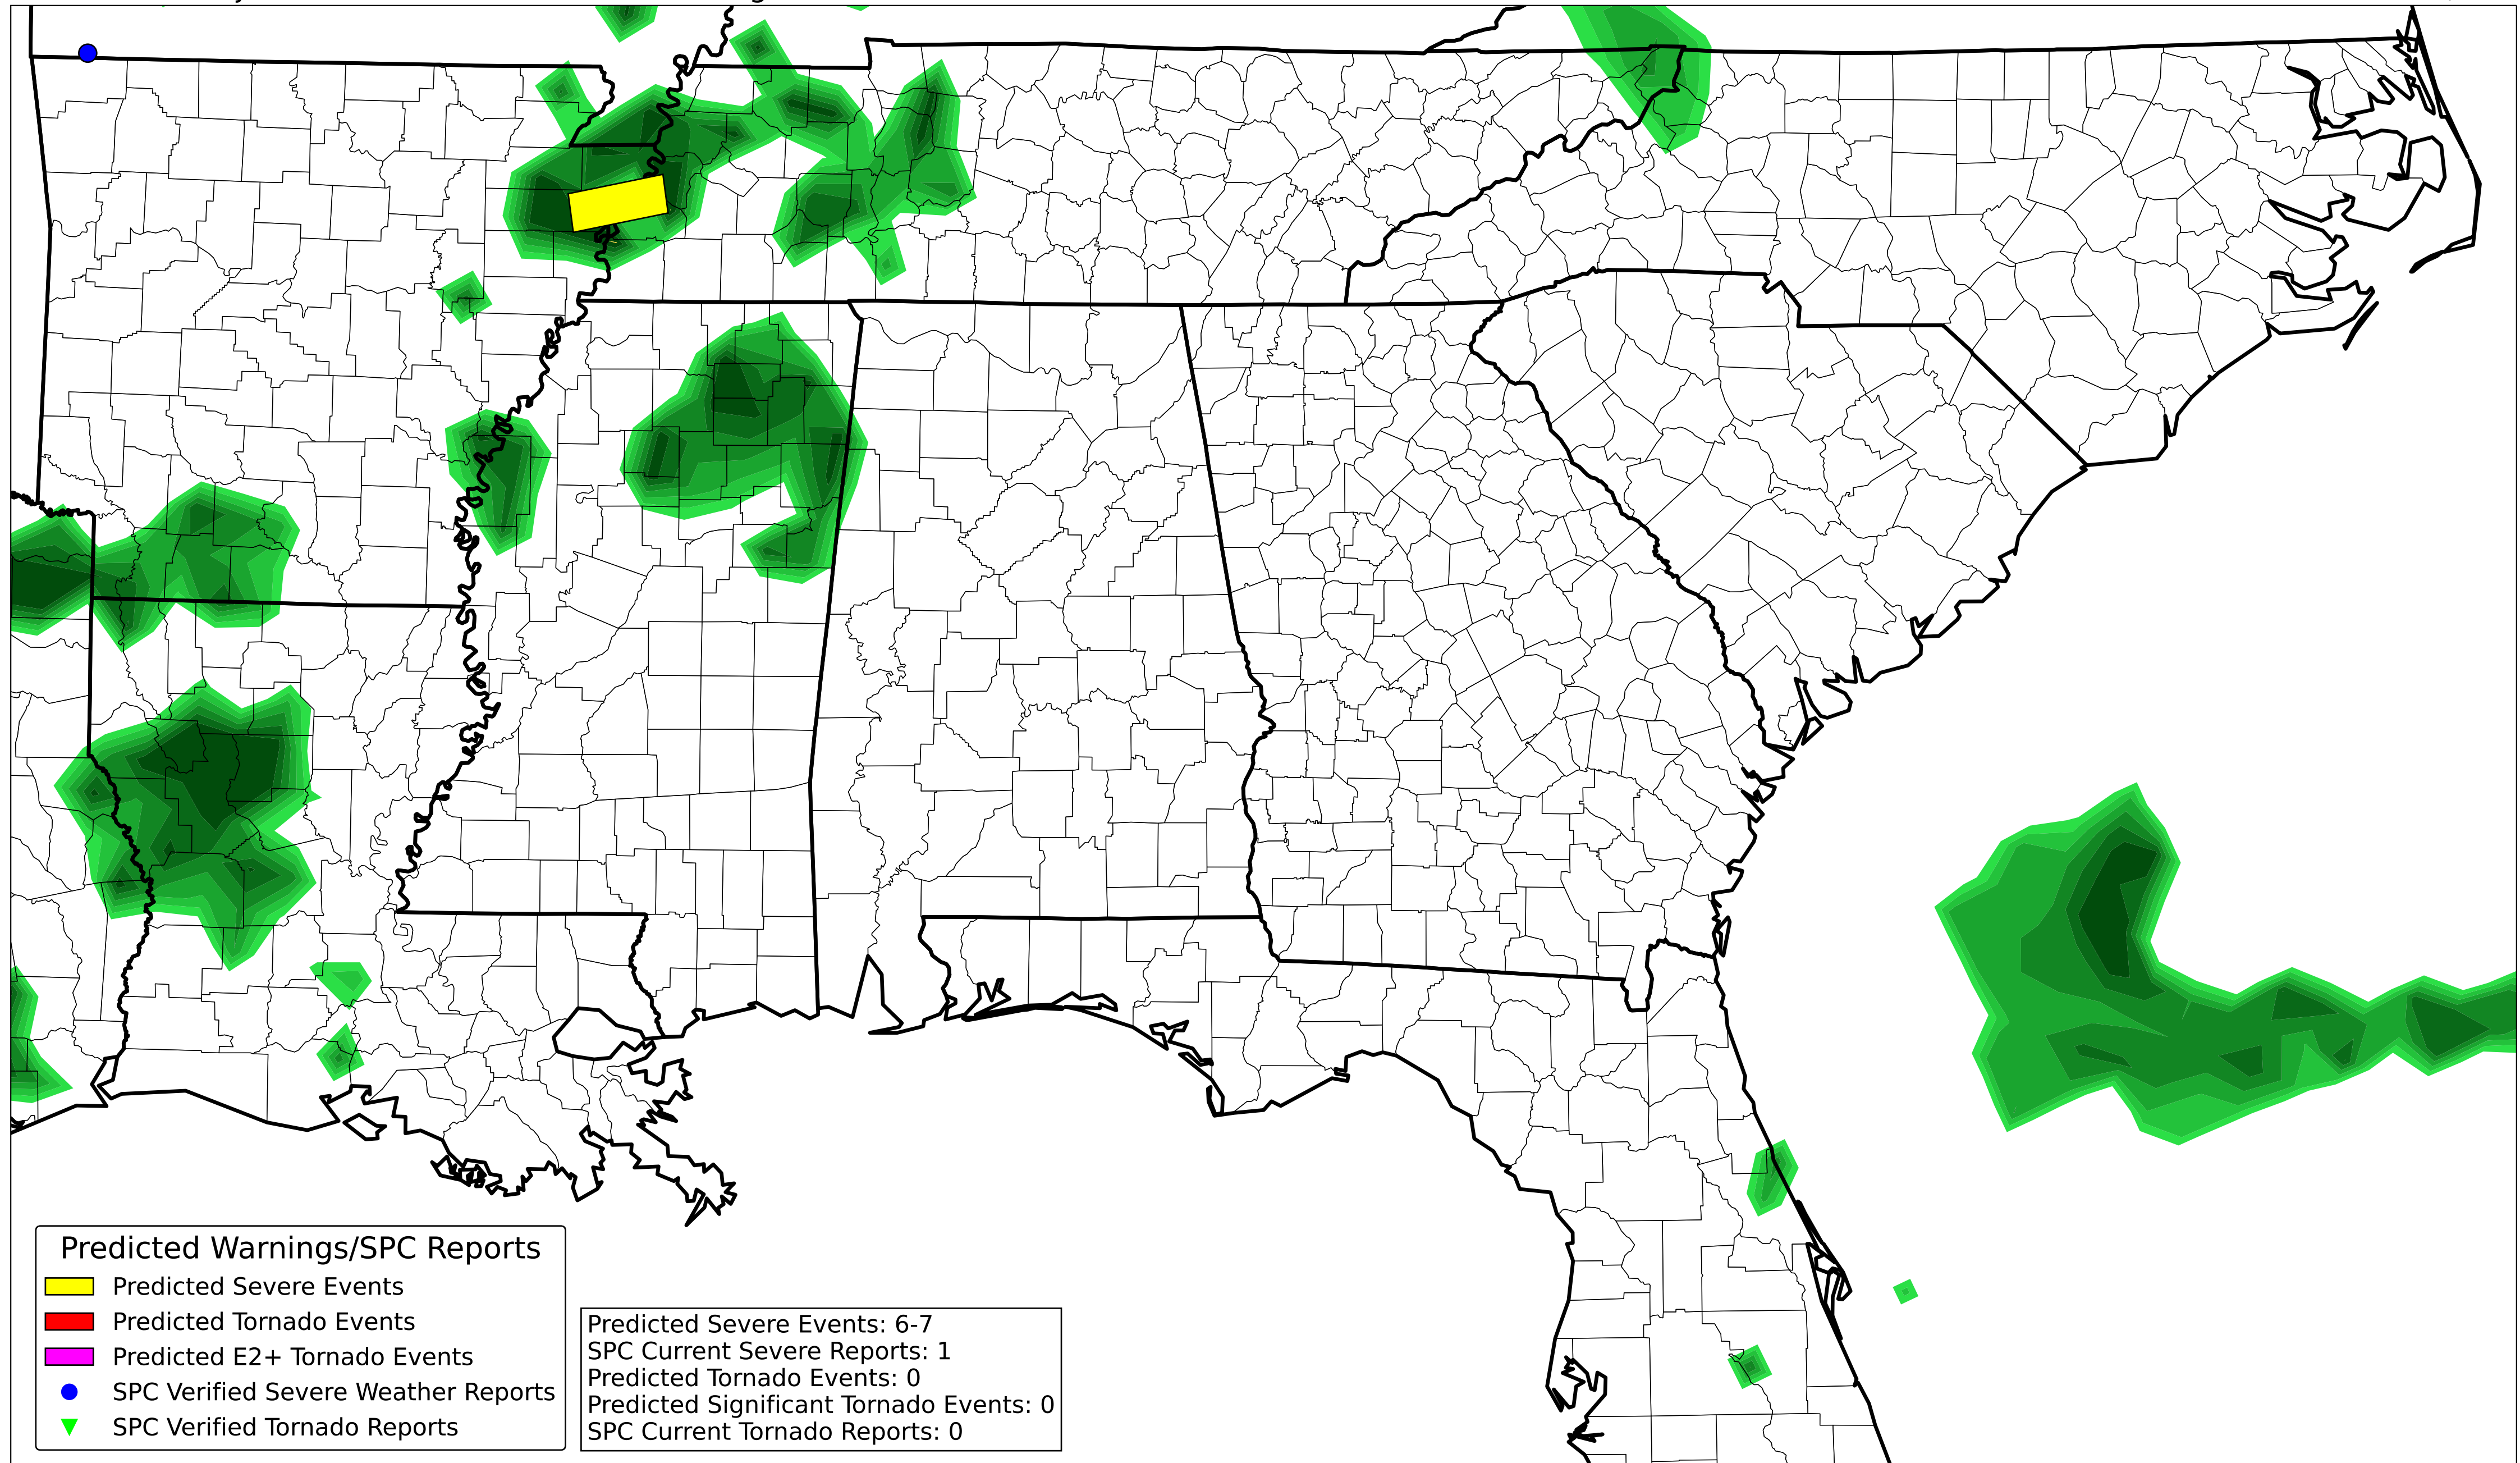 Predicted Warnings/SPC Reports
Predicted Severe Events
Predicted Tornado Events
Predicted E2+ Tornado Events
SPC Verified Severe Weather Reports
SPC Verified Tornado Reports
Predicted Severe Events: 6-7
SPC Current Severe Reports: 1
Predicted Tornado Events: 0
Predicted Significant Tornado Events: 0
SPC Current Tornado Reports: 0